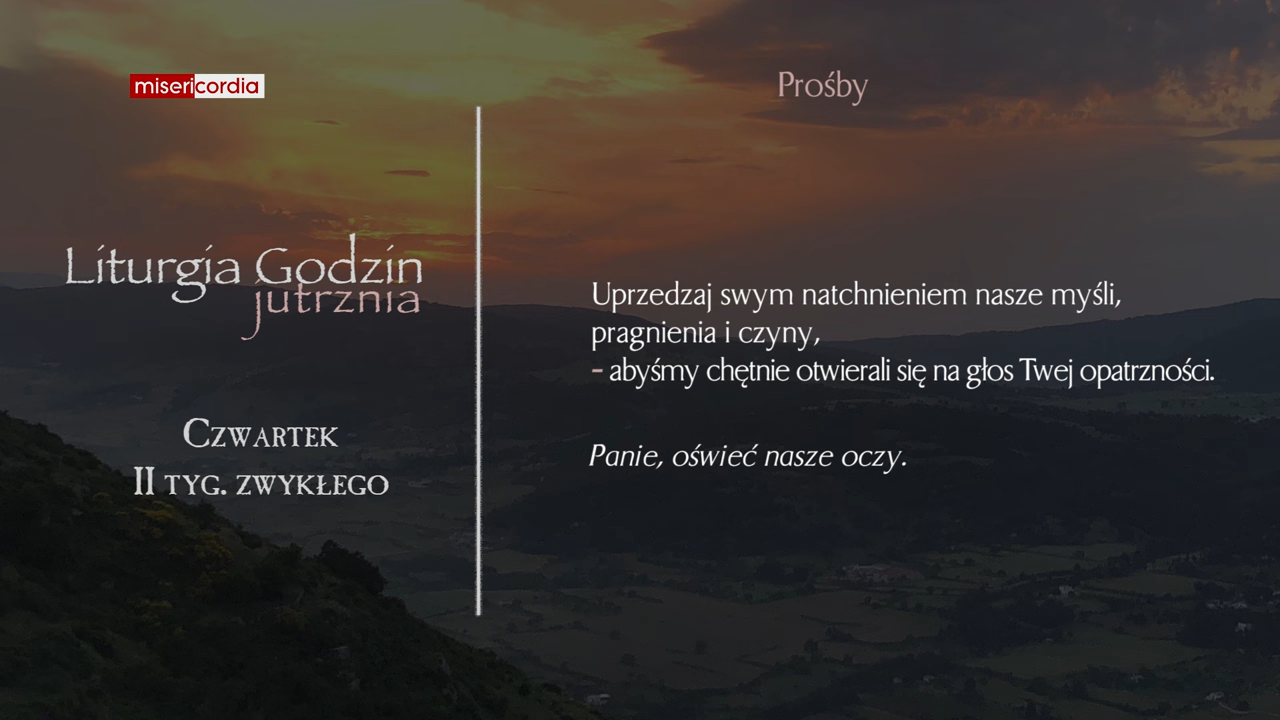 misericordia
Liturgia Godzin
jutrznia
Czwartek
II tyg. zwykłego
Prośby
Uprzedzaj swym natchnieniem nasze myśli,
pragnienia i czyny,
- abyśmy chętnie otwierali się na głos Twej opatrzności.
Panie, oświeć nasze oczy.